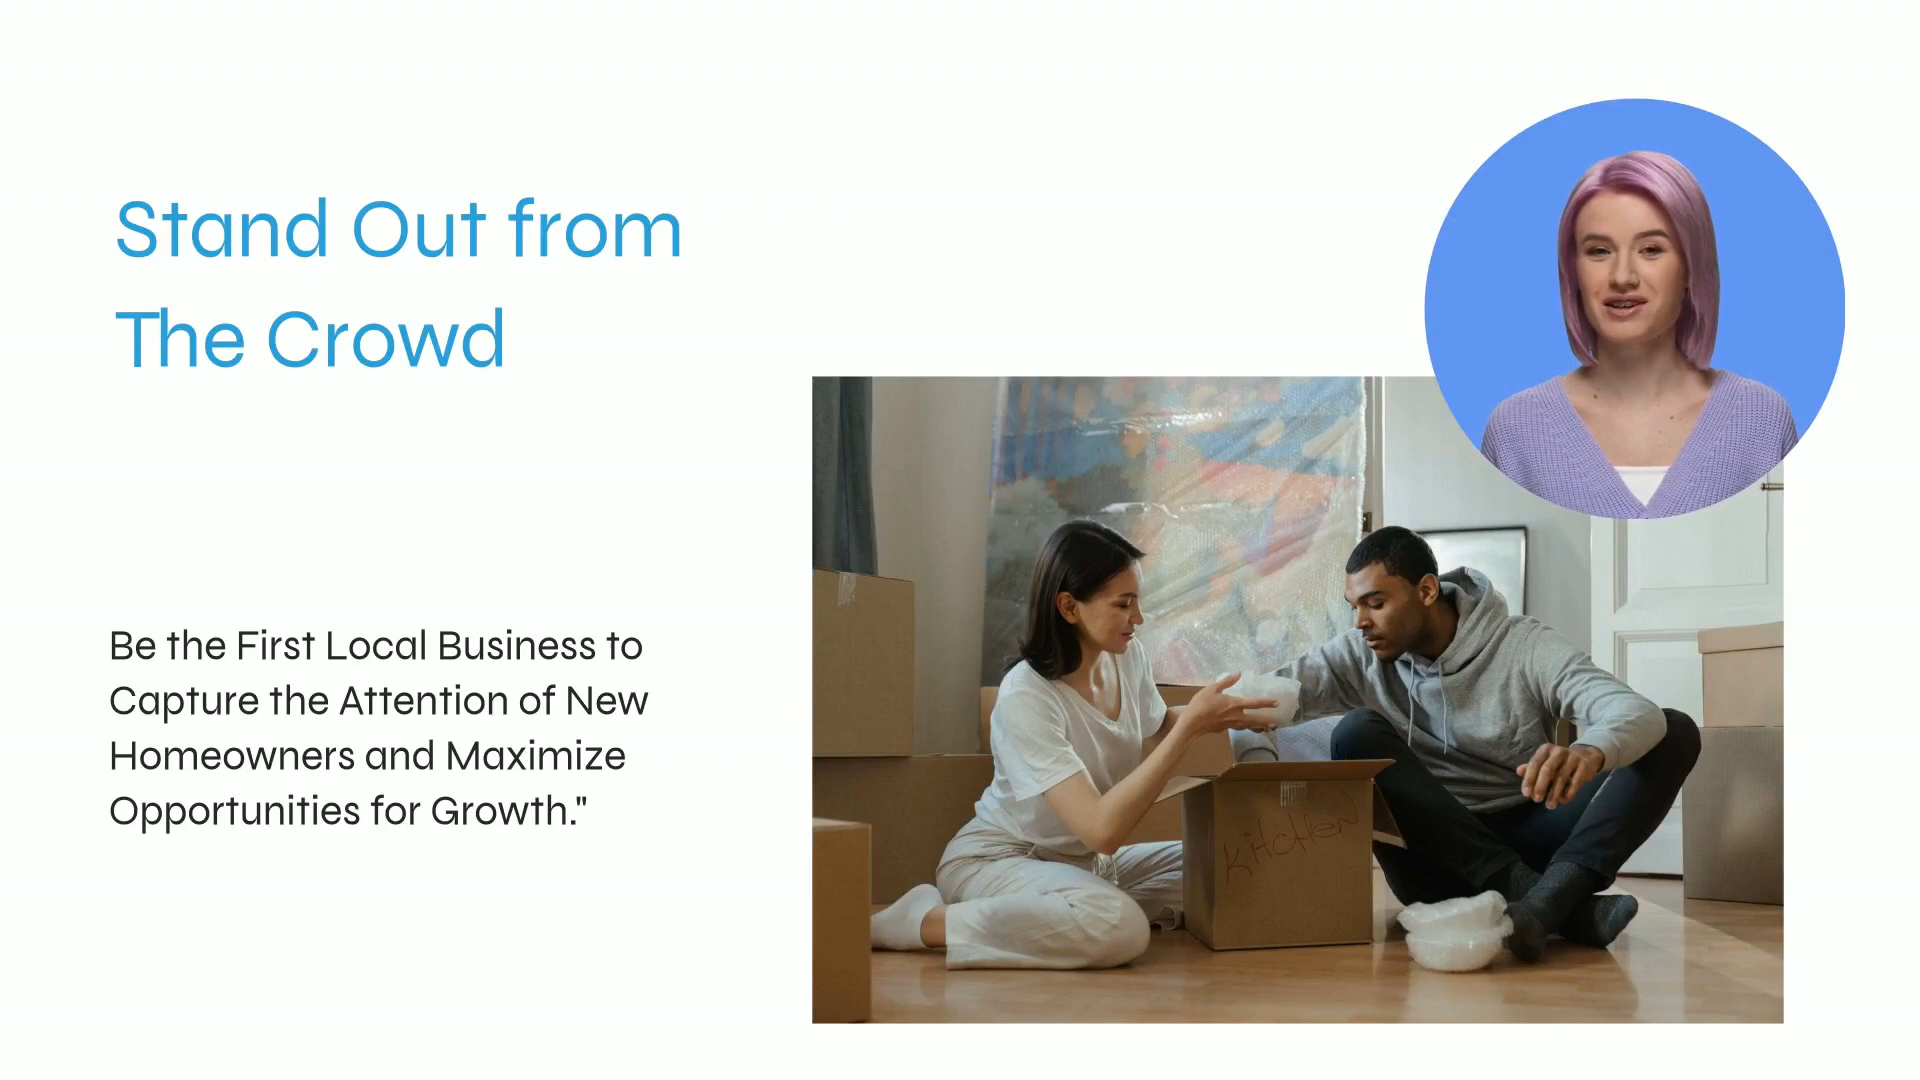 Stand Out from
The Crowd
Be the First Local Business to
Capture the Attention of New
Homeowners and Maximize
Opportunities for Growth."
KitcHen